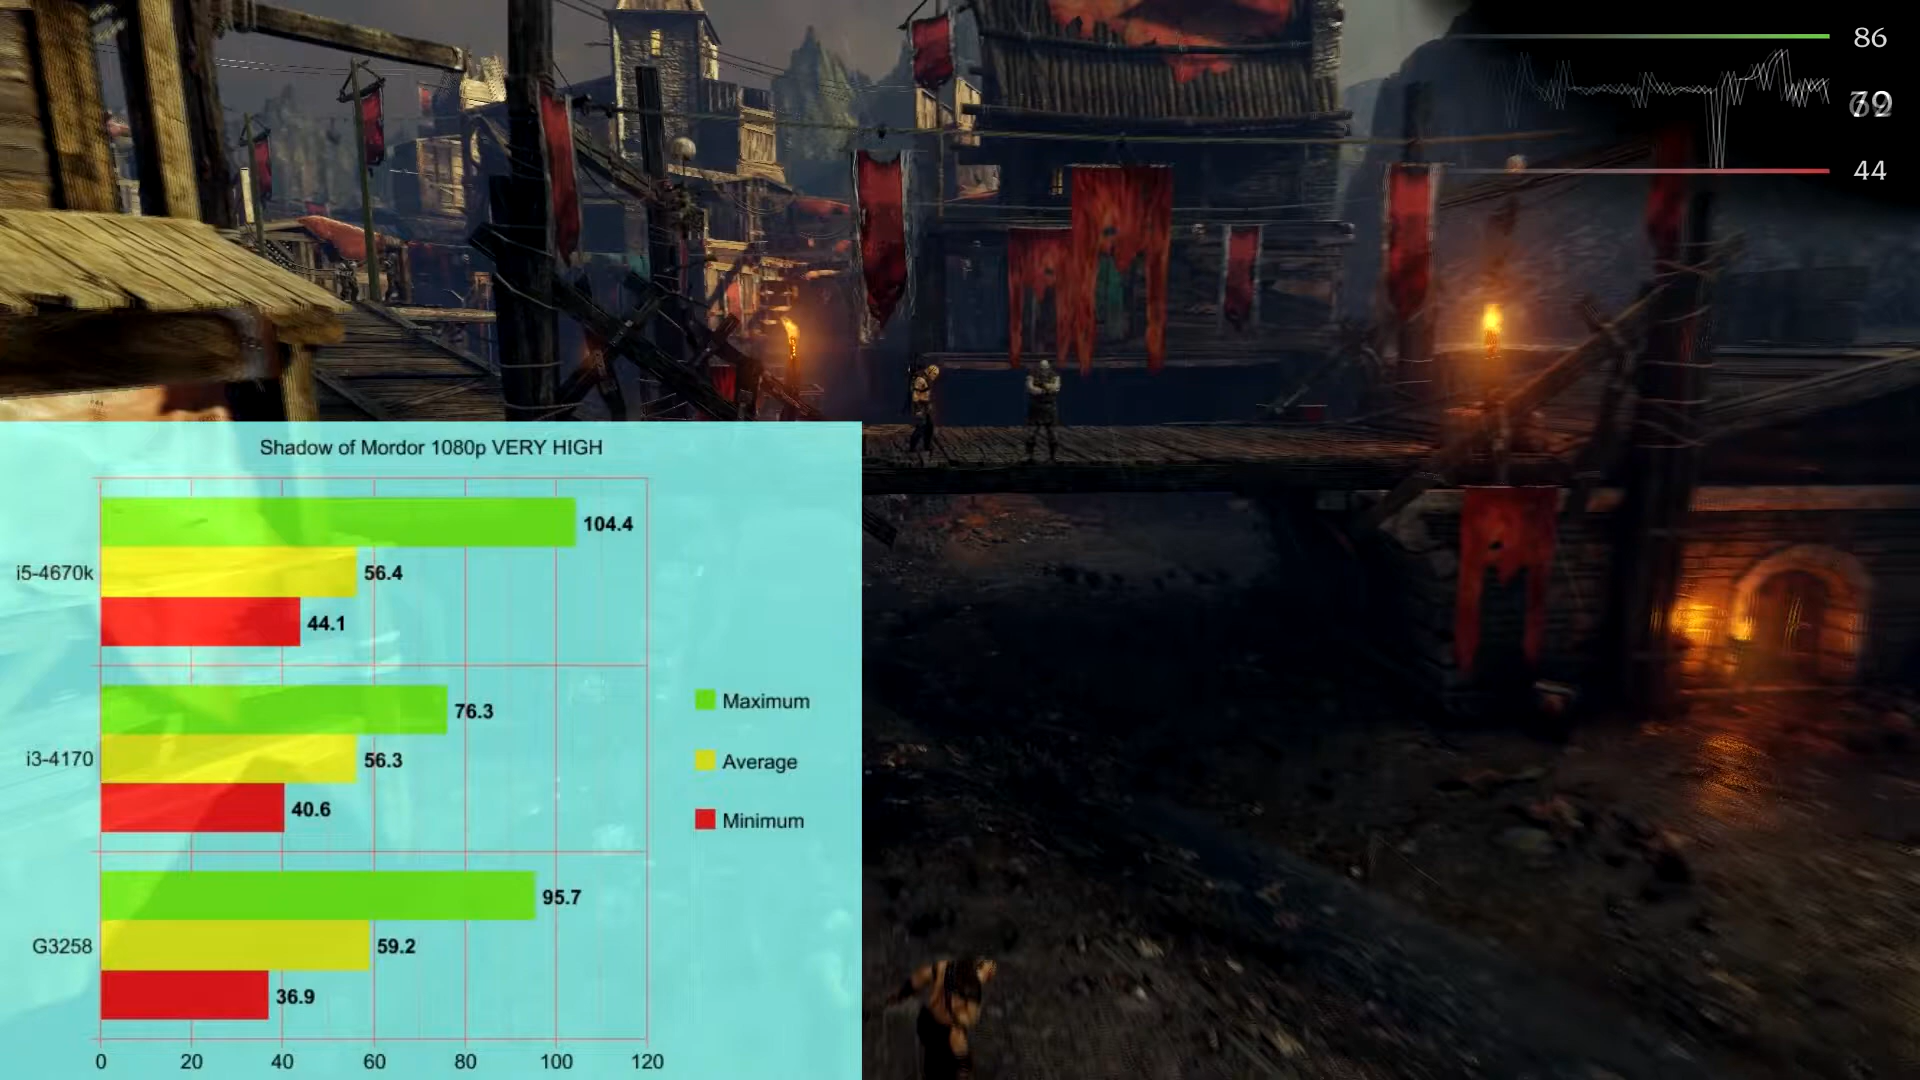 86
44
Shadow of Mordor 1080p VERY HIGH
104.4
i5-4670k
56.4
44.1
76.3
i3-4170
56.3
40.6
95.7
G3258
59.2
36.9
Maximum
Average
Minimum
0 20 40 60 80 100 120